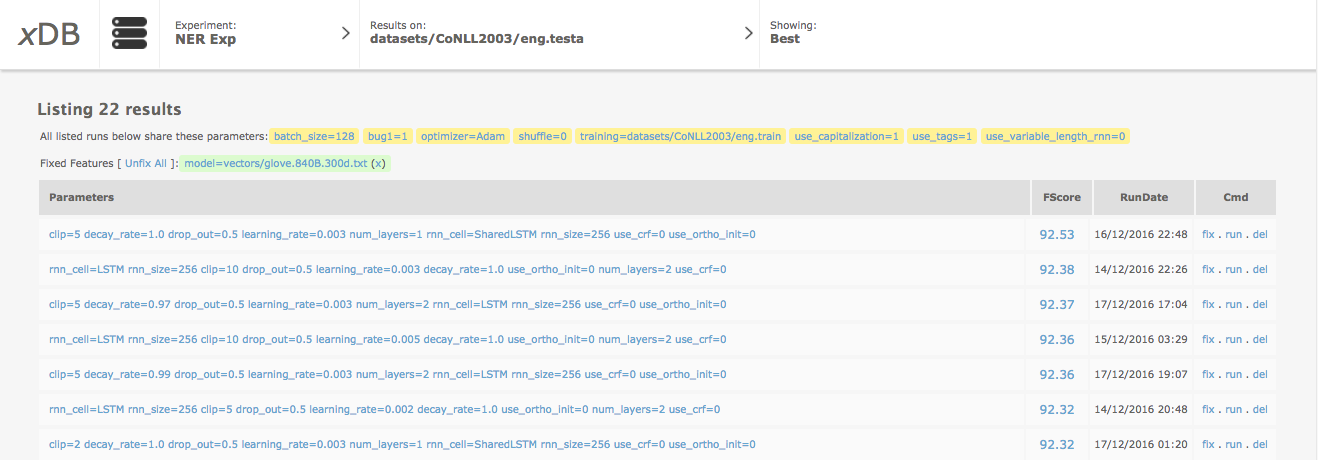 xDB
Experiment:
NER Exp
Results on:
datasets/CoNLL2003/eng.testa
Showing:
Best
Listing 22 results
All listed runs below share these parameters: batch_size=128 bug1=1 optimizer=Adam shuffle=0 training=datasets/CoNLL2003/eng.train use_capitalization=1 use_tags=1 use_variable_length_rnn=0
Fixed Features [ Unfix All ]: model=vectors/glove.840B.300d.txt (x)
Parameters FScore RunDate Cmd
clip=5 decay_rate=1.0 drop_out=0.5 learning_rate=0.003 num_layers=1 rnn_cell=SharedLSTM rnn_size=256 use_crf=0 use_ortho_init=0 92.53 16/12/2016 22:48 fix . run . del
rnn_cell=LSTM rnn_size=256 clip=10 drop_out=0.5 learning_rate=0.003 decay_rate=1.0 use_ortho_init=0 num_layers=2 use_crf=0 92.38 14/12/2016 22:26 fix . run . del
clip=5 decay_rate=0.97 drop_out=0.5 learning_rate=0.003 num_layers=2 rnn_cell=LSTM rnn_size=256 use_crf=0 use_ortho_init=0 92.37 17/12/2016 17:04 fix . run . del
rnn_cell=LSTM rnn_size=256 clip=10 drop_out=0.5 learning_rate=0.005 decay_rate=1.0 use_ortho_init=0 num_layers=2 use_crf=0 92.36 15/12/2016 03:29 fix . run . del
clip=5 decay_rate=0.99 drop_out=0.5 learning_rate=0.003 num_layers=2 rnn_cell=LSTM rnn_size=256 use_crf=0 use_ortho_init=0 92.36 17/12/2016 19:07 fix . run . del
rnn_cell=LSTM rnn_size=256 clip=5 drop_out=0.5 learning_rate=0.002 decay_rate=1.0 use_ortho_init=0 num_layers=2 use_crf=0 92.32 14/12/2016 20:48 fix . run . del
clip=2 decay_rate=1.0 drop_out=0.5 learning_rate=0.003 num_layers=1 rnn_cell=SharedLSTM rnn_size=256 use_crf=0 use_ortho_init=0 92.32 17/12/2016 01:20 fix . run . del